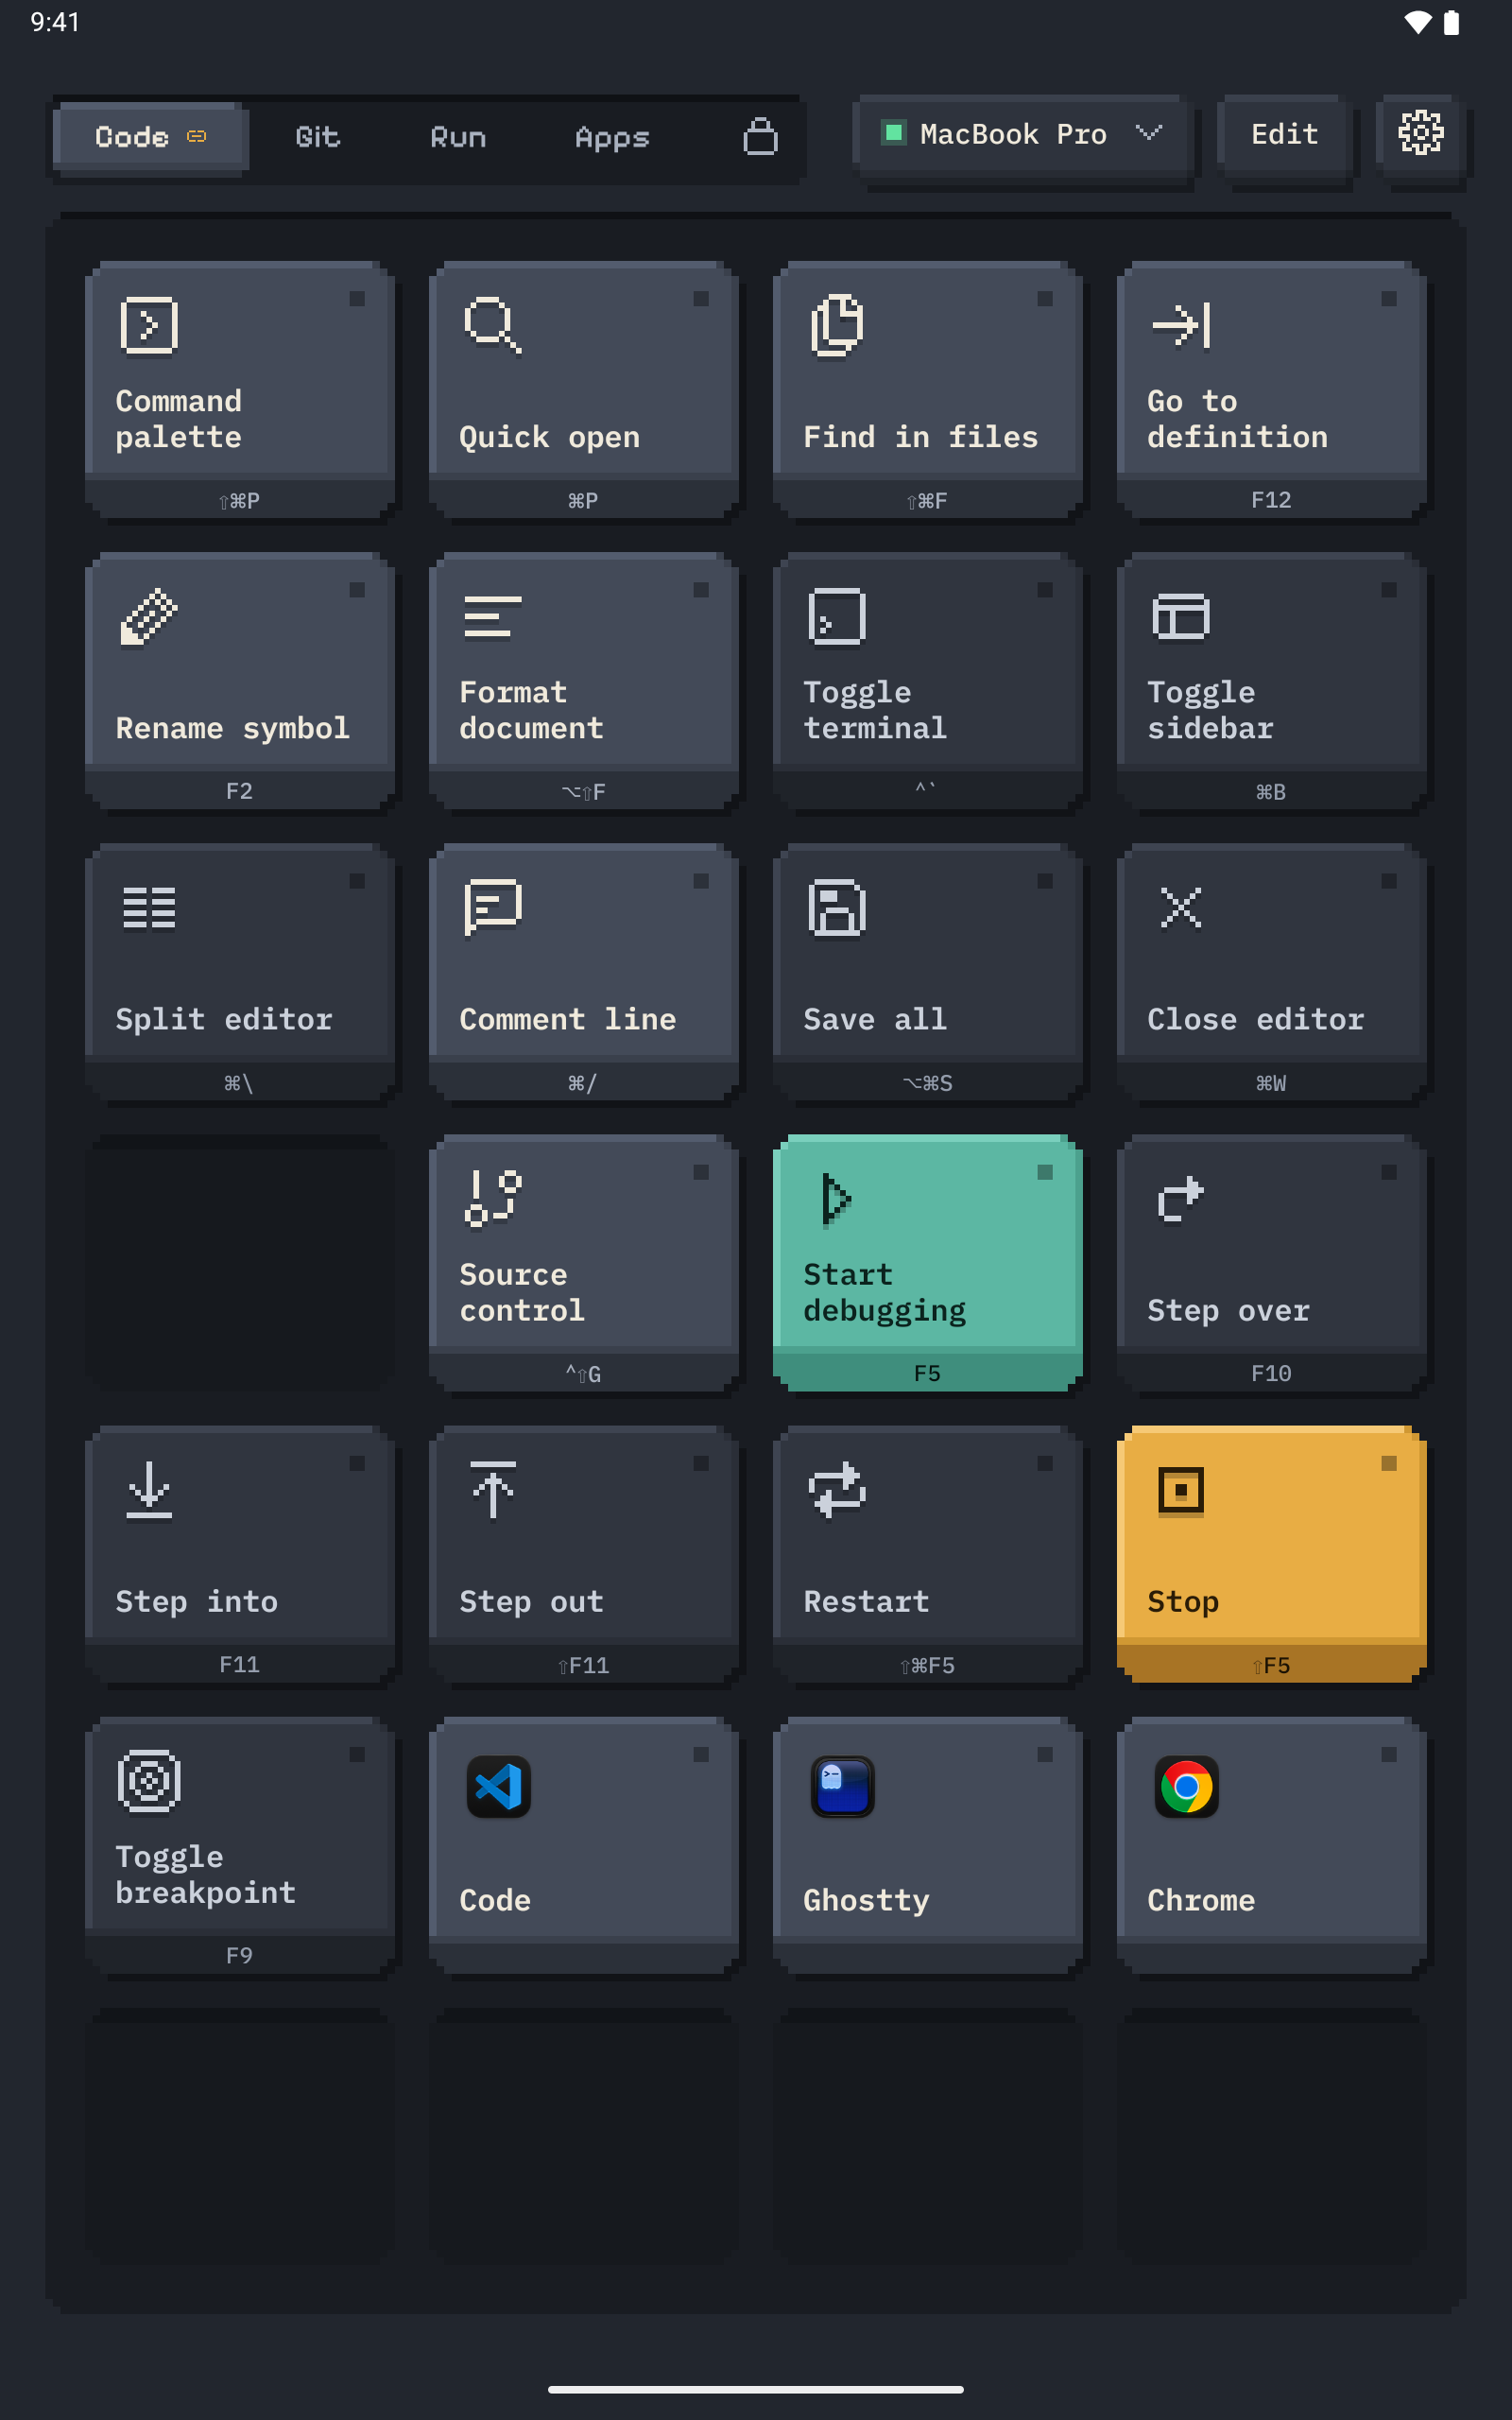 9:41
Code Git Run Apps
MacBook Pro
Edit
Command
palette
⇧⌘P
Quick open
⌘P
Find in files
⇧⌘F
Go to
definition
F12
Rename symbol
F2
Format
document
⌥⇧F
Toggle
terminal
^`
Toggle
sidebar
⌘B
Split editor
⌘\
Comment line
⌘/
Save all
⌥⌘S
Close editor
⌘W
Source
control
^⇧G
Start
debugging
F5
Step over
F10
Step into
F11
Step out
⇧F11
Restart
⇧⌘F5
Stop
⇧F5
Toggle
breakpoint
F9
Code
Ghostty
Chrome